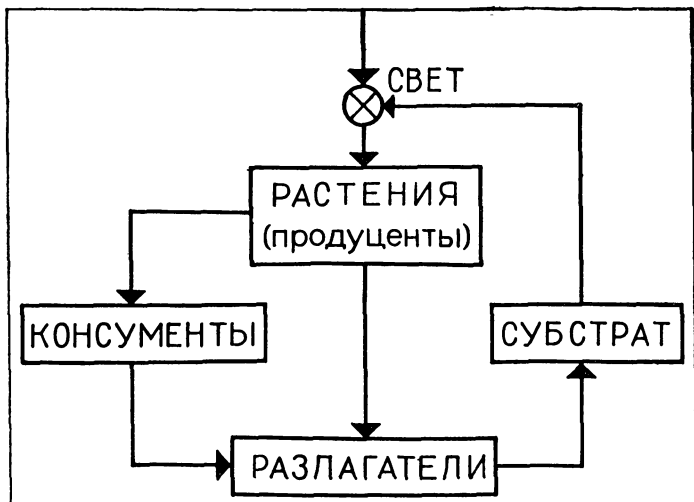 СВЕТ
РАСТЕНИЯ
(продуценты)
КОНСУМЕНТЫ
СУБСТРАТ
РАЗЛАГАТЕЛИ